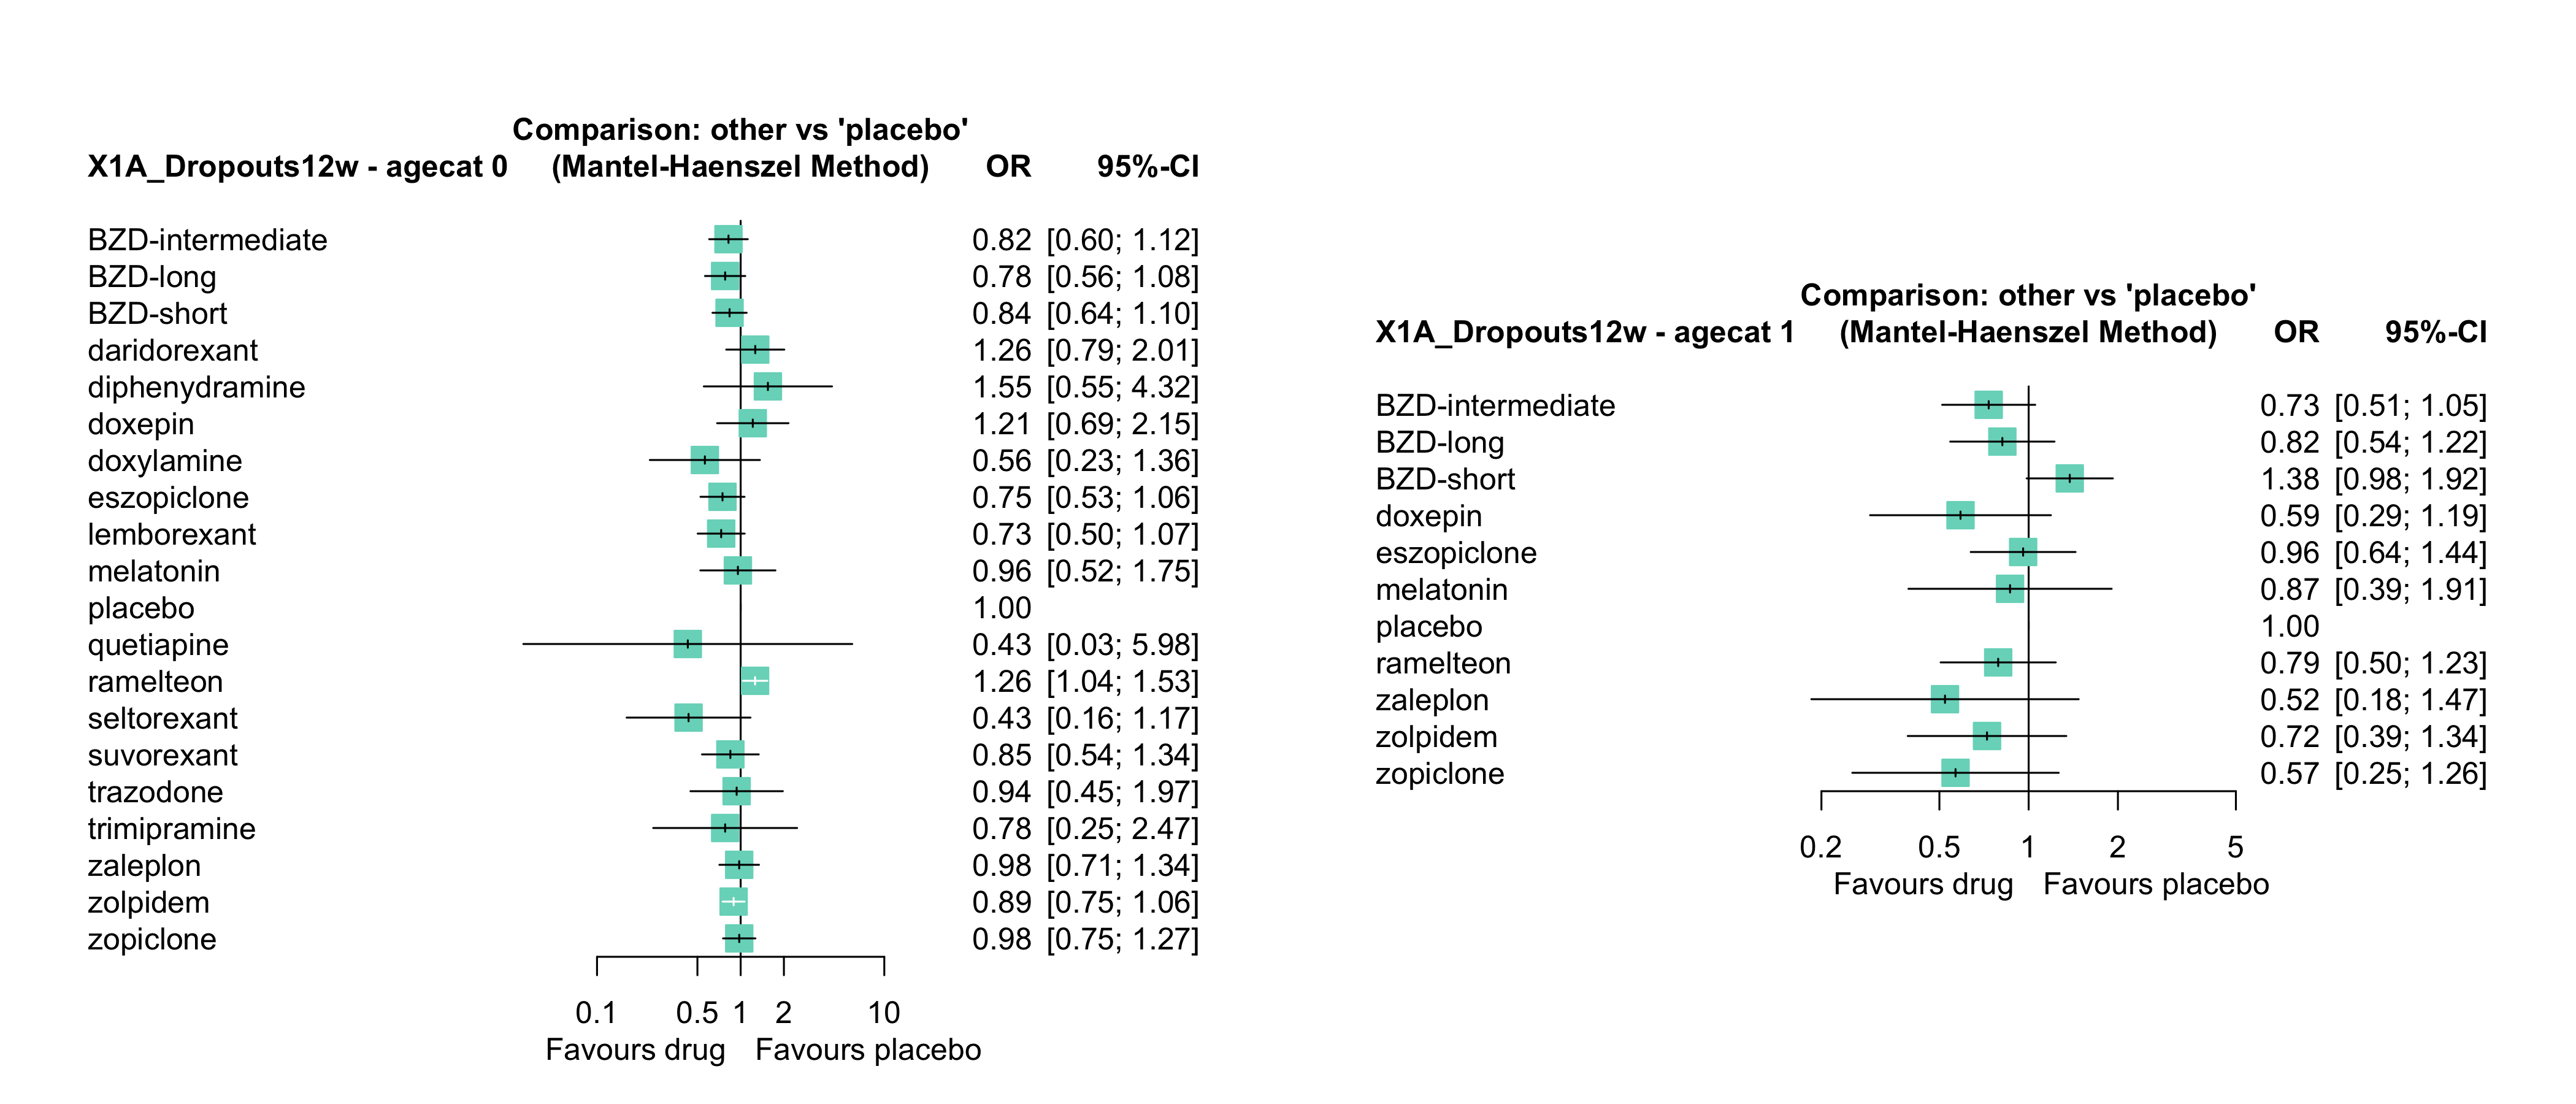 Comparison: other vs 'placebo'
X1A_Dropouts12w - agecat 0 (Mantel-Haenszel Method) OR 95%-CI
BZD-intermediate 0.82 [0.60; 1.12]
BZD-long 0.78 [0.56; 1.08]
BZD-short 0.84 [0.64; 1.10]
daridorexant 1.26 [0.79; 2.01]
diphenydramine 1.55 [0.55; 4.32]
doxepin 1.21 [0.69; 2.15]
doxylamine 0.56 [0.23; 1.36]
eszopiclone 0.75 [0.53; 1.06]
lemborexant 0.73 [0.50; 1.07]
melatonin 0.96 [0.52; 1.75]
placebo 1.00
quetiapine 0.43 [0.03; 5.98]
ramelteon 1.26 [1.04; 1.53]
seltorexant 0.43 [0.16; 1.17]
suvorexant 0.85 [0.54; 1.34]
trazodone 0.94 [0.45; 1.97]
trimipramine 0.78 [0.25; 2.47]
zaleplon 0.98 [0.71; 1.34]
zolpidem 0.89 [0.75; 1.06]
zopiclone 0.98 [0.75; 1.27]
0.1 0.5 1 2 10
Favours drug Favours placebo
Comparison: other vs 'placebo'
X1A_Dropouts12w - agecat 1 (Mantel-Haenszel Method) OR 95%-CI
BZD-intermediate 0.73 [0.51; 1.05]
BZD-long 0.82 [0.54; 1.22]
BZD-short 1.38 [0.98; 1.92]
doxepin 0.59 [0.29; 1.19]
eszopiclone 0.96 [0.64; 1.44]
melatonin 0.87 [0.39; 1.91]
placebo 1.00
ramelteon 0.79 [0.50; 1.23]
zaleplon 0.52 [0.18; 1.47]
zolpidem 0.72 [0.39; 1.34]
zopiclone 0.57 [0.25; 1.26]
0.2 0.5 1 2 5
Favours drug Favours placebo